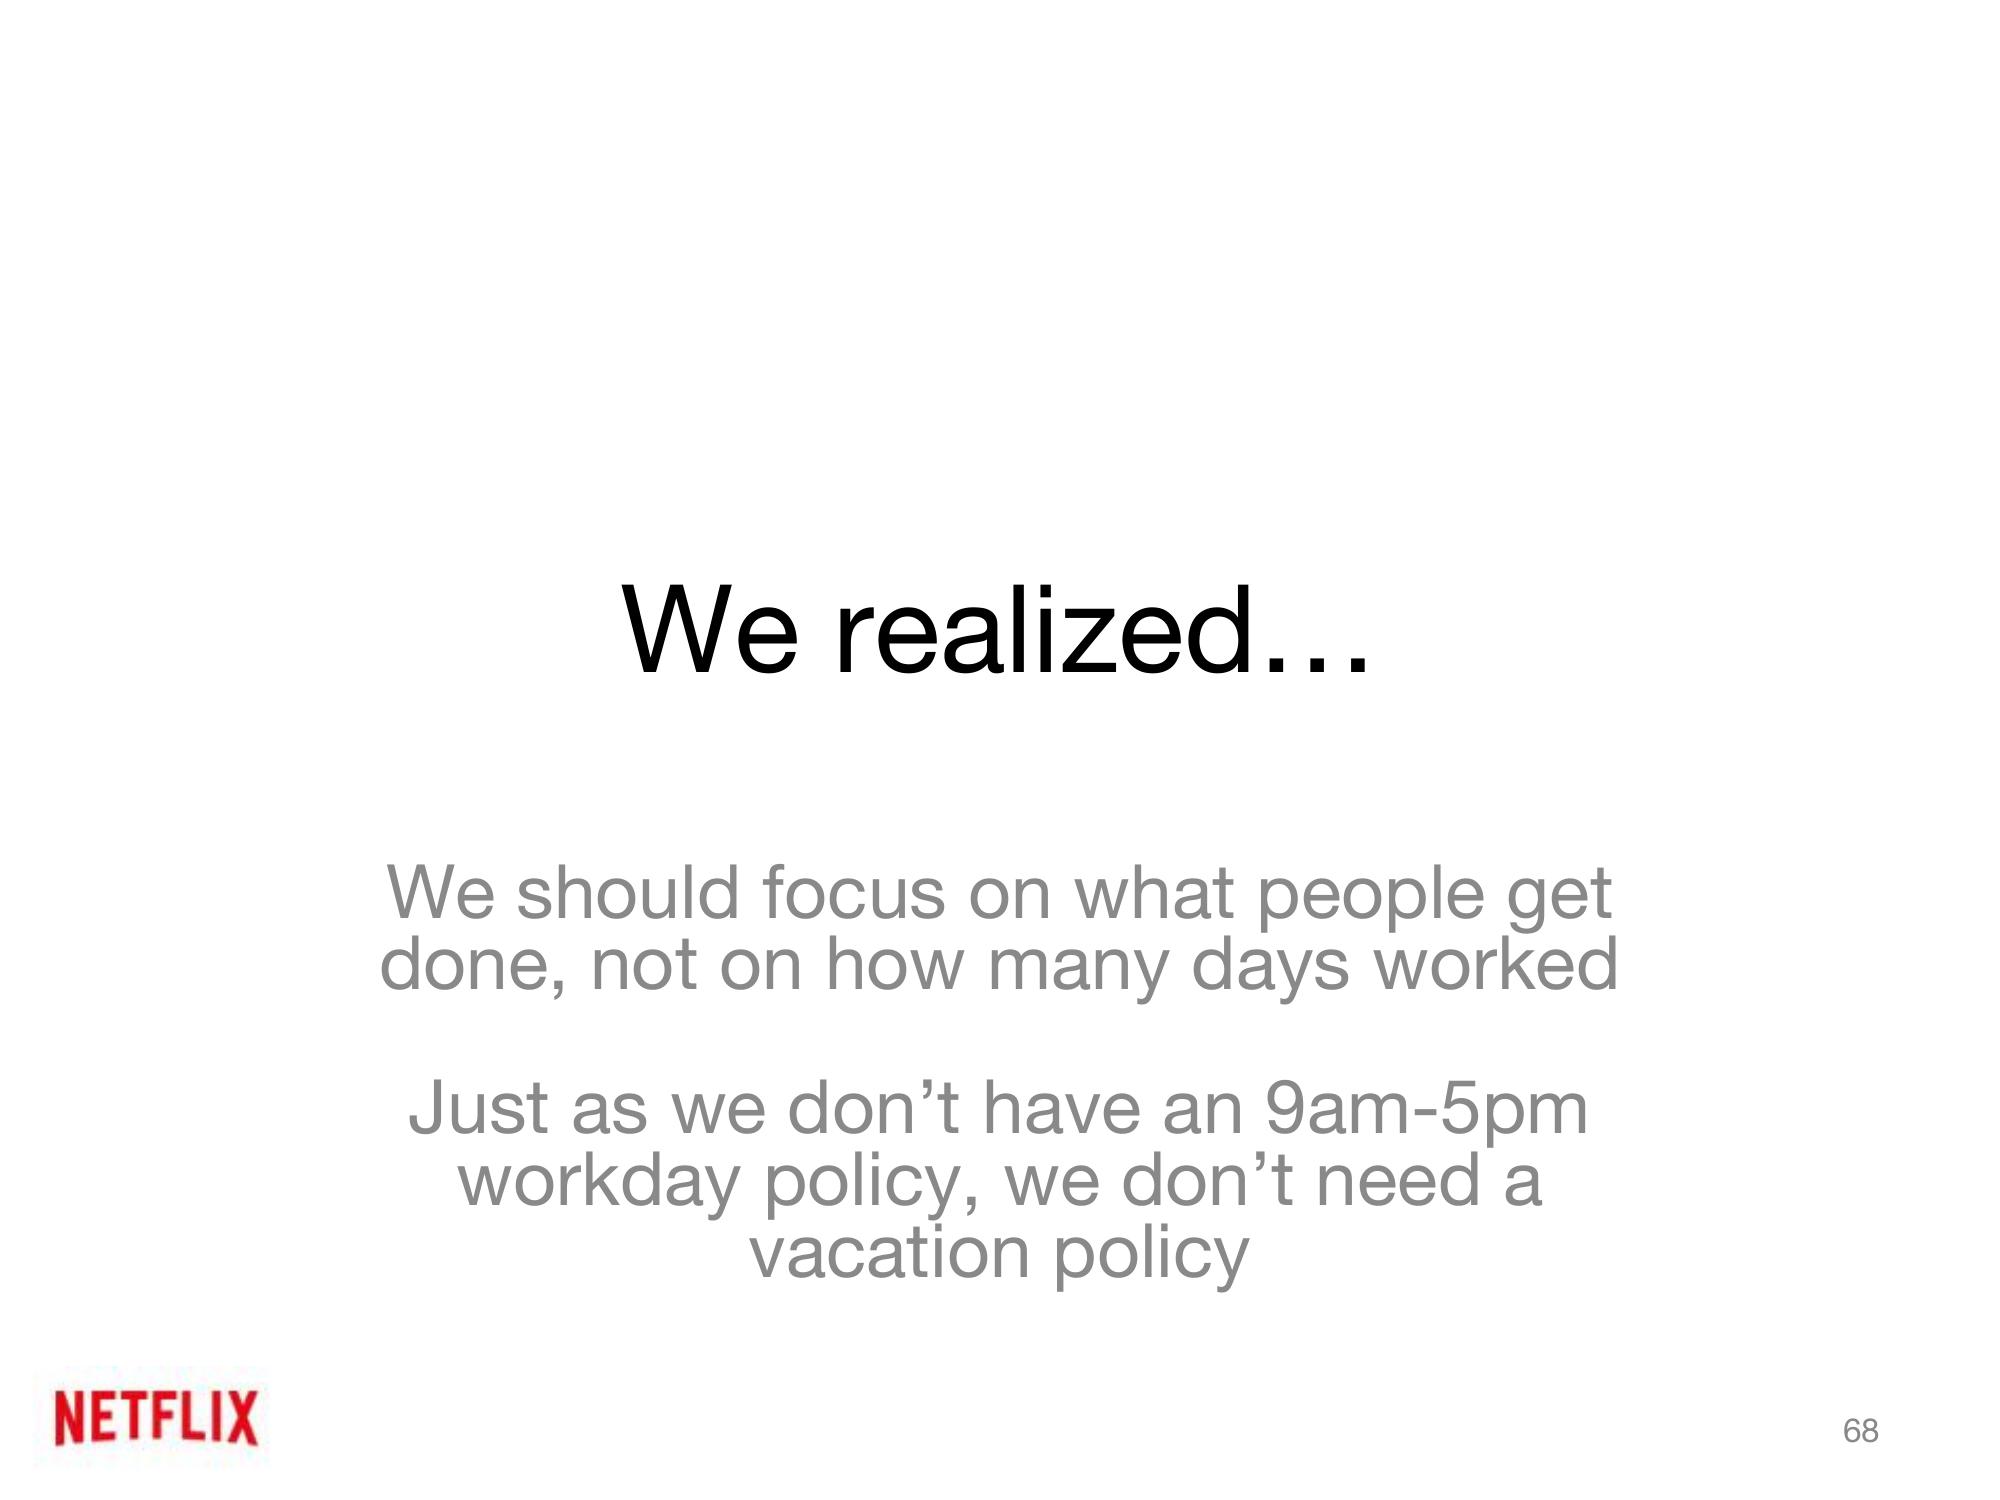 We realized…
We should focus on what people get
done, not on how many days worked
Just as we don’t have an 9am-5pm
workday policy, we don’t need a
vacation policy
NETFLIX
68